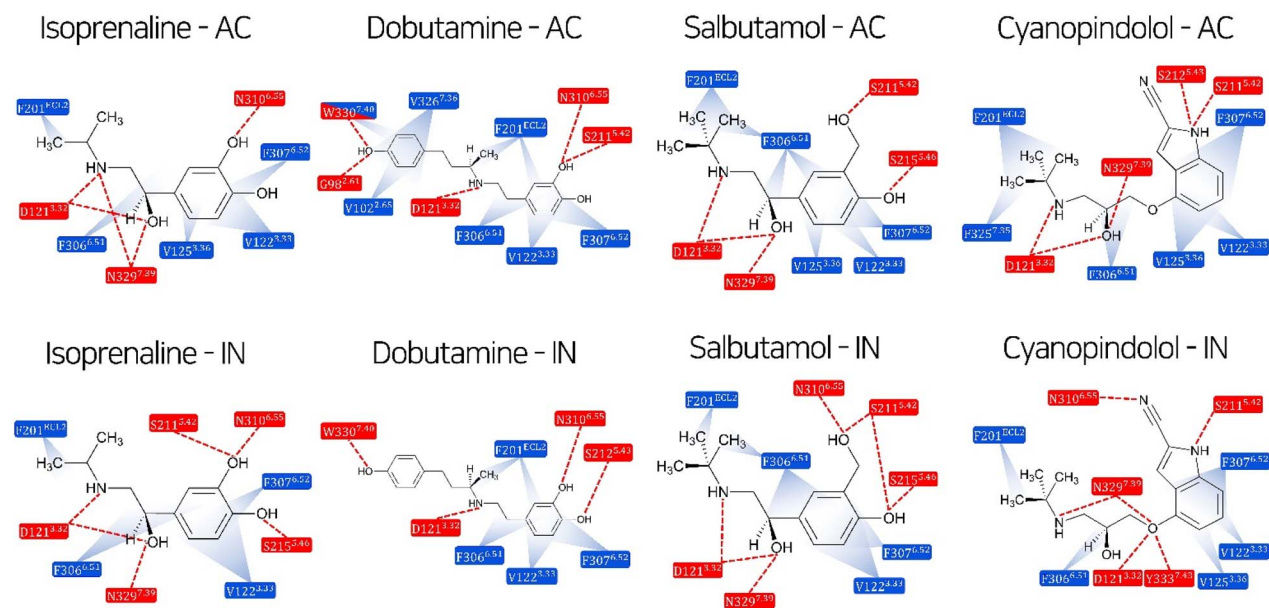 Isoprenaline - AC
Dobutamine - AC
Salbutamol - AC
Cyanopindolol - AC
F201ECL2
N3106.55
H3C
CH3
HN
OH
F3076.52
OH
D1213.32
H
OH
F3066.51
V1253.36
V1223.33
N3297.39
W3307.40
V3267.36
N3106.55
F201ECL2
S2115.42
HO
H
CH3
OH
G982.61
HN
OH
V1022.65
D1213.32
F3066.51
V1223.33
F3076.52
F201ECL2
S2115.42
H3C
CH3
HO
F3066.51
H3C
S2155.46
HN
OH
H
OH
F3076.52
D1213.32
V1253.36
V1223.33
N3297.39
S2125.43
S2115.42
N
F201ECL2
NH
F3076.52
H3C
CH3
N3297.39
H3C
F3257.35
N
H
O
H
OH
V1223.33
D1213.32
F3066.51
V1253.36
Isoprenaline - IN
Dobutamine - IN
Salbutamol - IN
Cyanopindolol - IN
S2115.42
N3106.55
F201ECL2
CH3
H3C
OH
F3076.52
NH
OH
D1213.32
H
OH
S2155.46
F3066.51
V1223.33
N3297.39
N3106.55
W3307.40
F201ECL2
S2125.43
HO
H
CH3
OH
HN
OH
D1213.32
F3066.51
V1223.33
F3076.52
N3106.55
F201ECL2
S2115.42
H3C
CH3
HO
F3066.51
H3C
S2155.46
NH
OH
H
OH
F3076.52
D1213.32
V1223.33
N3297.39
N3106.55
N
S2115.42
F201ECL2
NH
F3076.52
H3C
CH3
N3297.39
H3C
N
H
O
H
OH
V1223.33
F3066.51
D1213.32
Y3337.43
V1253.36